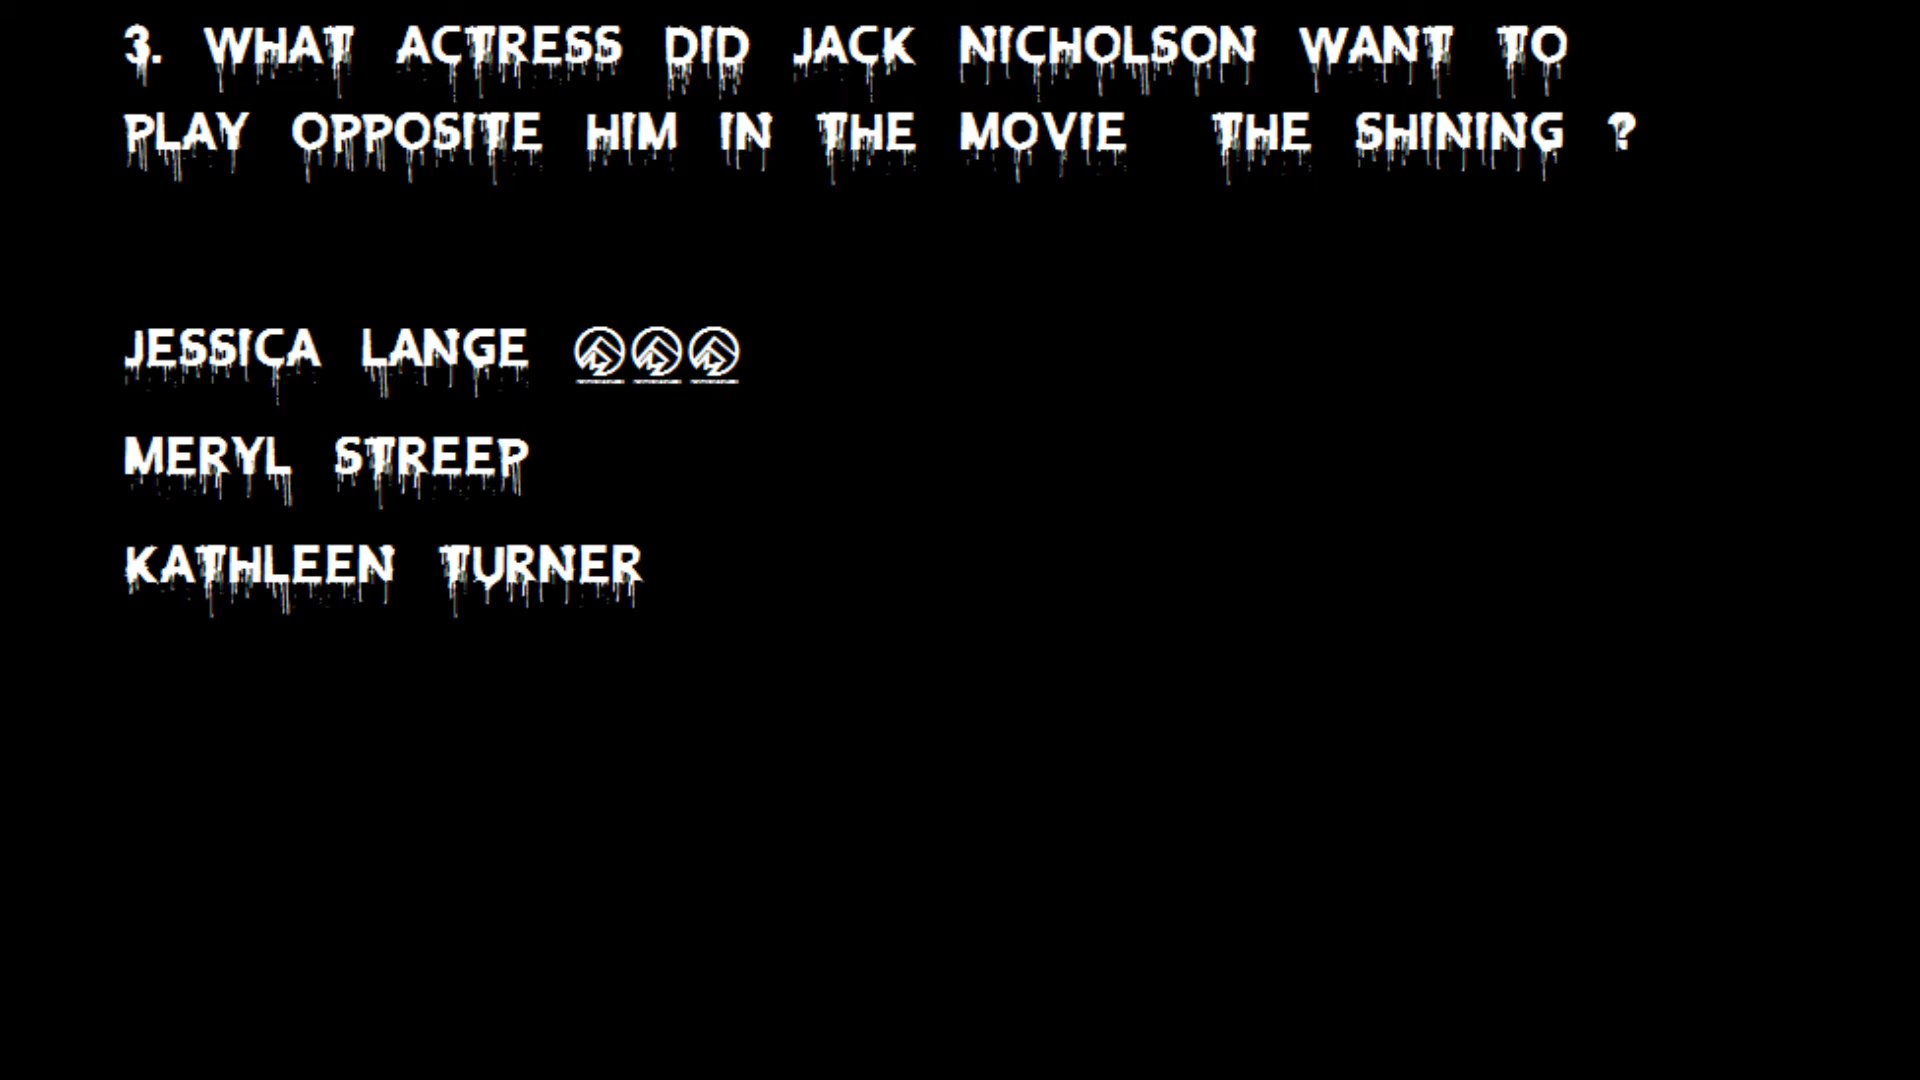 3. WHAT ACTRESS DID JACK NICHOLSON WANT TO
PLAY OPPOSITE HIM IN THE MOVIE THE SHINING ?
JESSICA LANGE
MERYL STREEP
KATHLEEN TURNER